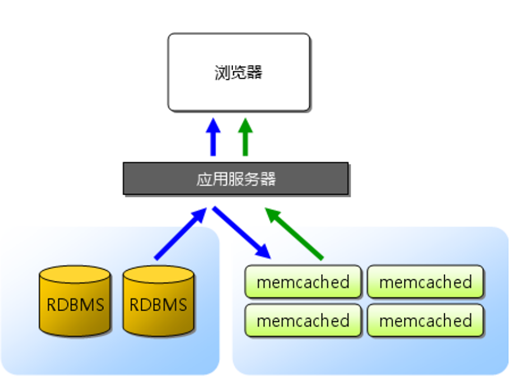 浏览器
应用服务器
RDBMS RDBMS
memcached memcached
memcached memcached